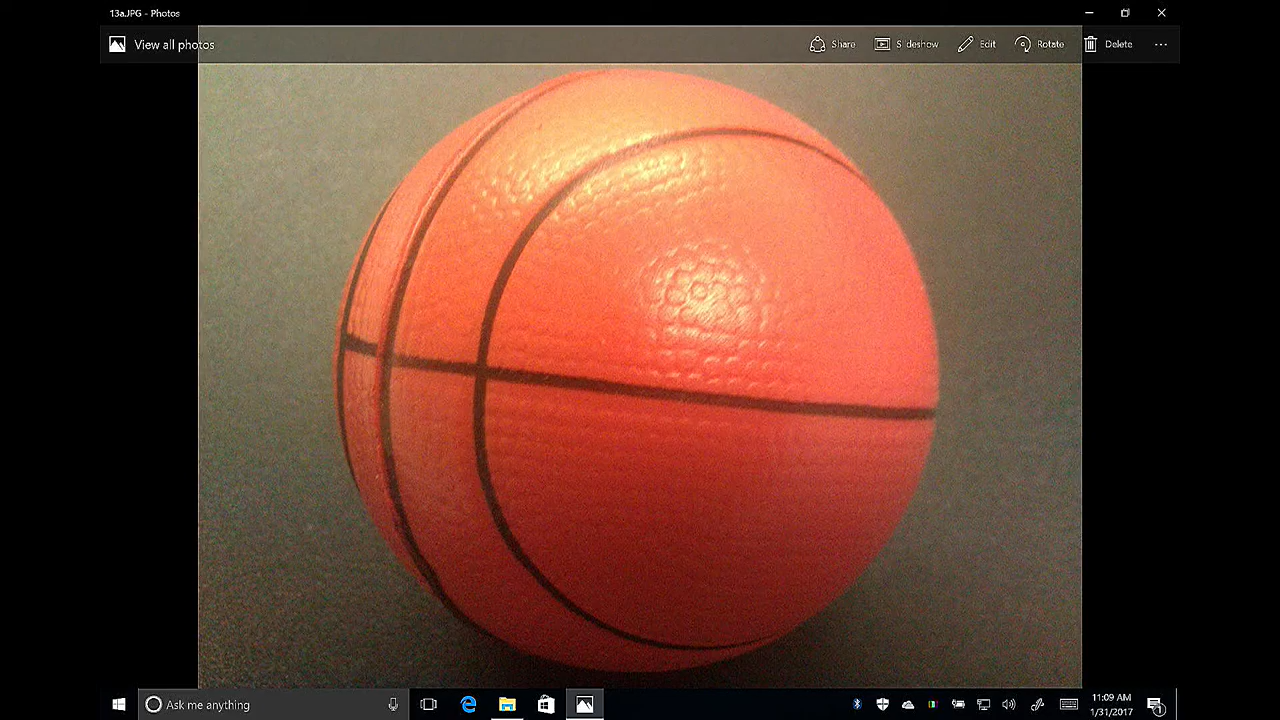 13a.JPG - Photos
View all photos
Share
Slideshow
Edit
Rotate
Delete
Ask me anything
11:09 AM
1/31/2017
1